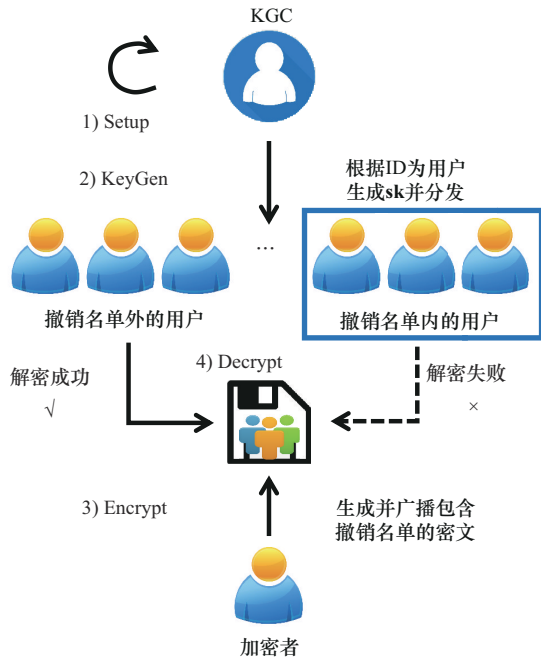 KGC
1) Setup
2) KeyGen
根据ID为用户
生成sk并分发
...
撤销名单外的用户
撤销名单内的用户
解密成功
√
4) Decrypt
解密失败
×
3) Encrypt
生成并广播包含
撤销名单的密文
加密者